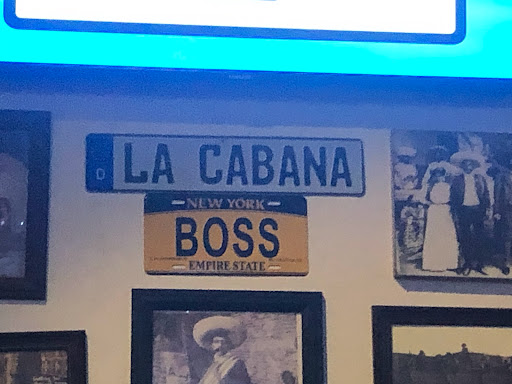 D LA CABANA
NEW YORK
BOSS
EMPIRE STATE